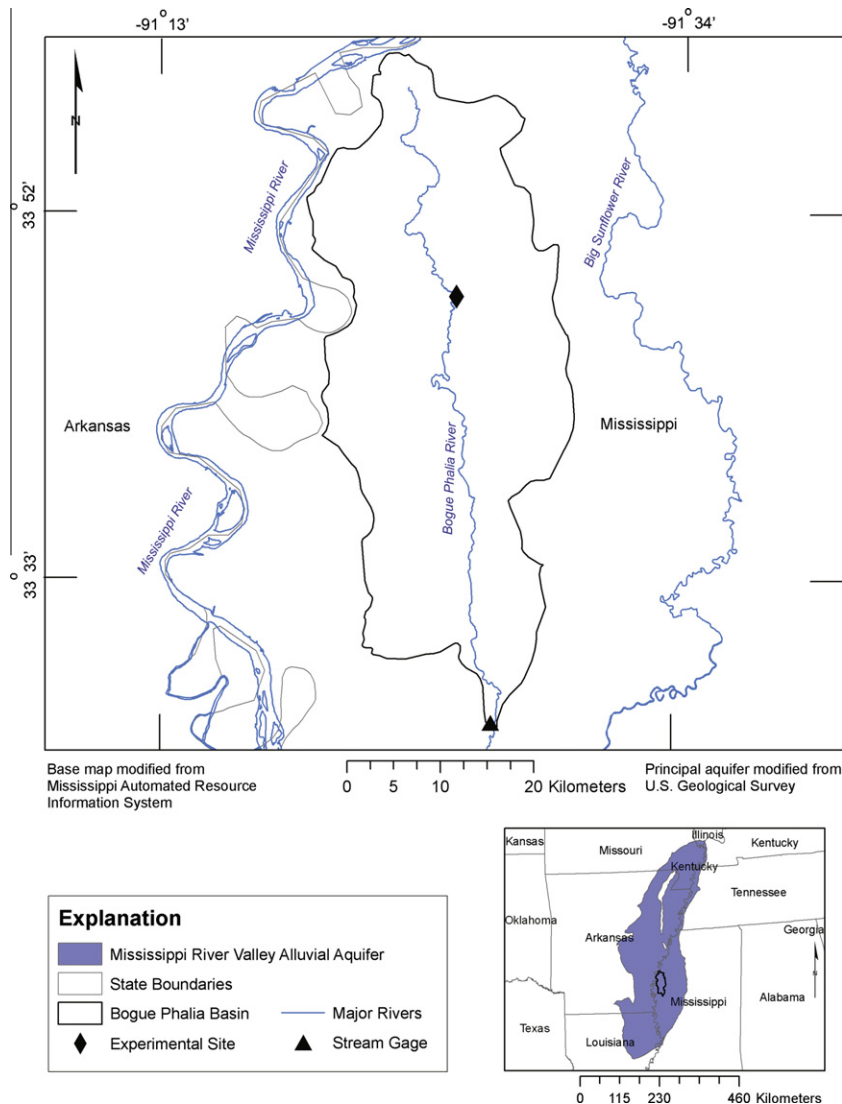 -91° 13'
-91° 34'
N
33° 52'
33° 33'
Mississippi River
Big Sunflower River
Arkansas
Mississippi
Bogue Phalia River
Mississippi River
Base map modified from
Mississippi Automated Resource
Information System
0 5 10 20 Kilometers
Principal aquifer modified from
U.S. Geological Survey
Explanation
Mississippi River Valley Alluvial Aquifer
State Boundaries
Bogue Phalia Basin
Major Rivers
Experimental Site
Stream Gage
Kansas
Missouri
Illinois
Kentucky
Kentucky
Tennessee
Oklahoma
Arkansas
Georgia
N
Mississippi
Alabama
Texas
Louisiana
0 115 230 460 Kilometers